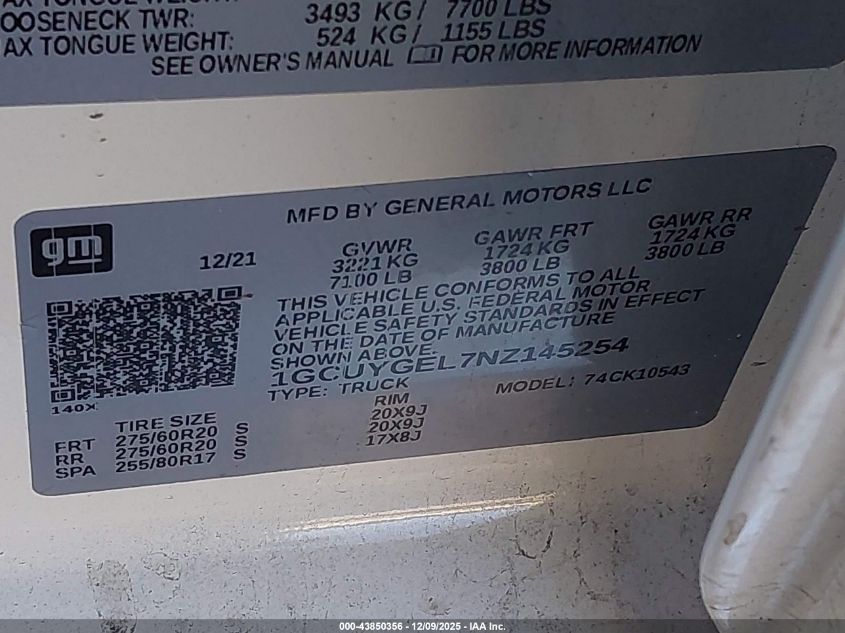 AX TONGUE WEIGHT:
OOSENECK TWR: 3493 KG / 7700 LBS
AX TONGUE WEIGHT: 524 KG / 1155 LBS
SEE OWNER'S MANUAL FOR MORE INFORMATION
MFD BY GENERAL MOTORS LLC
gm
12/21
GVWR GAWR FRT GAWR RR
3221 KG 1724 KG 1724 KG
7100 LB 3800 LB 3800 LB
THIS VEHICLE CONFORMS TO ALL
APPLICABLE U.S. FEDERAL MOTOR
VEHICLE SAFETY STANDARDS IN EFFECT
ON THE DATE OF MANUFACTURE
SHOWN ABOVE.
1GCUYGEL7NZ145254
TYPE: TRUCK MODEL: 74CK10543
140X
TIRE SIZE RIM
FRT 275/60R20 S 20X9J
RR 275/60R20 S 20X9J
SPA 255/80R17 S 17X8J
000-43850356 - 12/09/2025 - IAA Inc.